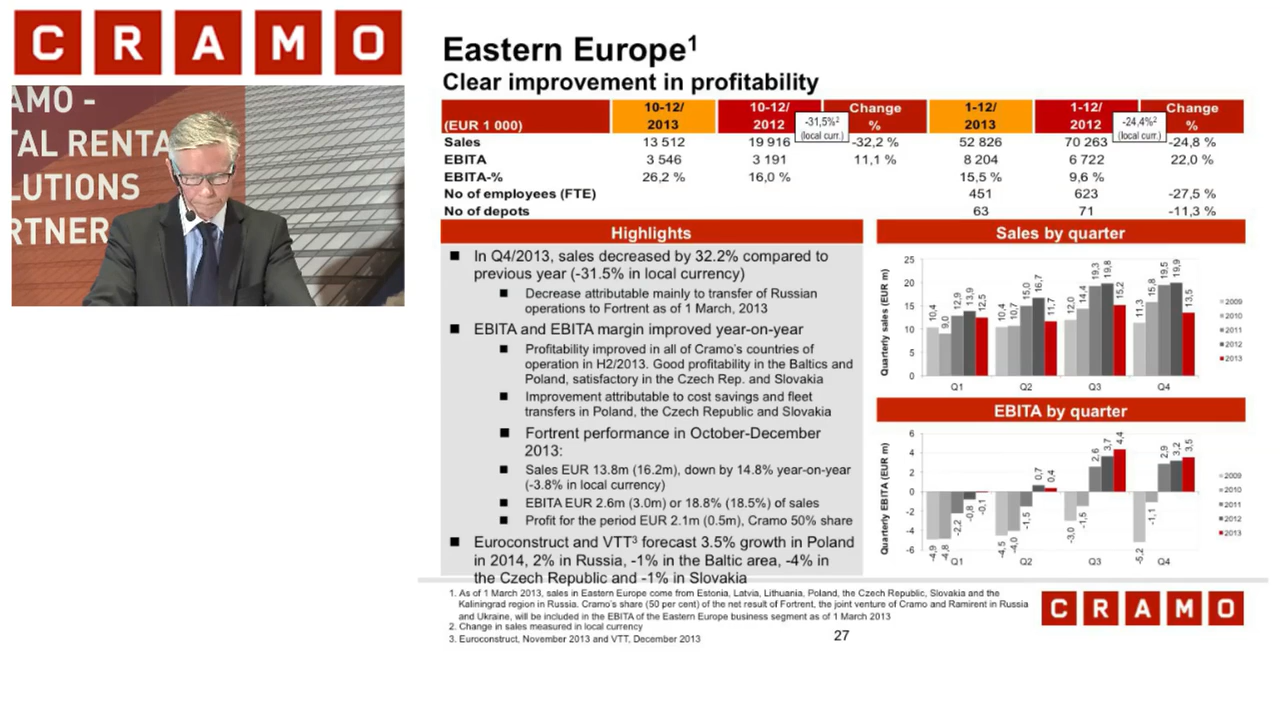 CRAMO
AMO -
TAL RENTA
LUTIONS
RTNER
Eastern Europe¹
Clear improvement in profitability
(EUR 1 000) 10-12/ 2013 10-12/ 2012 Change % 1-12/ 2013 1-12/ 2012 Change %
-31,5%² (local curr.) -24,4%² (local curr.)
Sales 13 512 19 916 -32,2 % 52 826 70 263 -24,8 %
EBITA 3 546 3 191 11,1 % 8 204 6 722 22,0 %
EBITA-% 26,2 % 16,0 % 15,5 % 9,6 %
No of employees (FTE) 451 623 -27,5 %
No of depots 63 71 -11,3 %
Highlights
■ In Q4/2013, sales decreased by 32.2% compared to
previous year (-31.5% in local currency)
■ Decrease attributable mainly to transfer of Russian
operations to Fortrent as of 1 March, 2013
■ EBITA and EBITA margin improved year-on-year
■ Profitability improved in all of Cramo's countries of
operation in H2/2013. Good profitability in the Baltics and
Poland, satisfactory in the Czech Rep. and Slovakia
■ Improvement attributable to cost savings and fleet
transfers in Poland, the Czech Republic and Slovakia
■ Fortrent performance in October-December
2013:
■ Sales EUR 13.8m (16.2m), down by 14.8% year-on-year
(-3.8% in local currency)
■ EBITA EUR 2.6m (3.0m) or 18.8% (18.5%) of sales
■ Profit for the period EUR 2.1m (0.5m), Cramo 50% share
■ Euroconstruct and VTT³ forecast 3.5% growth in Poland
in 2014, 2% in Russia, -1% in the Baltic area, -4% in
the Czech Republic and -1% in Slovakia
Sales by quarter
Quarterly sales (EUR m)
25
20
15
10
5
0
10,4 9,0 12,9 13,9 12,5
10,4 10,7 15,0 16,7 11,7
12,0 14,4 19,3 19,8 15,2
11,3 15,8 19,5 19,9 13,5
Q1 Q2 Q3 Q4
2009
2010
2011
2012
2013
EBITA by quarter
Quarterly EBITA (EUR m)
6
4
2
0
-2
-4
-6
-4,9 -4,8 -2,2 -0,8 -0,1
-4,5 -4,0 -1,5 0,7 0,4
-3,0 -1,5 2,6 3,7 4,4
-5,2 -1,1 2,9 3,2 3,5
Q1 Q2 Q3 Q4
2009
2010
2011
2012
2013
1. As of 1 March 2013, sales in Eastern Europe come from Estonia, Latvia, Lithuania, Poland, the Czech Republic, Slovakia and the
Kaliningrad region in Russia. Cramo's share (50 per cent) of the net result of Fortrent, the joint venture of Cramo and Ramirent in Russia
and Ukraine, will be included in the EBITA of the Eastern Europe business segment as of 1 March 2013
2. Change in sales measured in local currency
3. Euroconstruct, November 2013 and VTT, December 2013
27
CRAMO